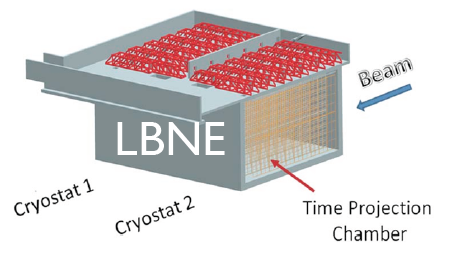 Beam
LBNE
Cryostat 1
Cryostat 2
Time Projection
Chamber